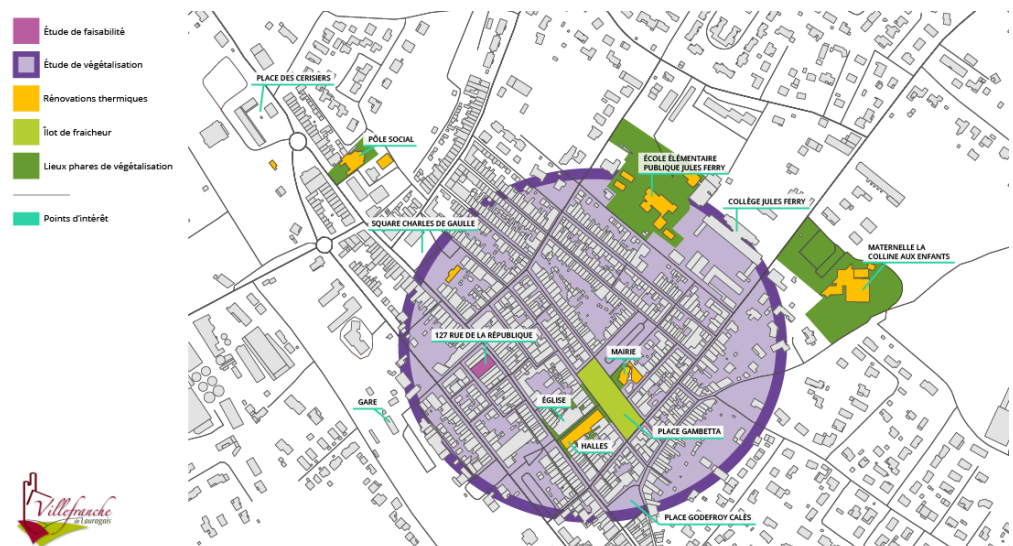 Étude de faisabilité
Étude de végétalisation
Rénovations thermiques
Îlot de fraicheur
Lieux phares de végétalisation
Points d'intérêt
PLACE DES CERISIERS
PÔLE SOCIAL
ÉCOLE ÉLÉMENTAIRE
PUBLIQUE JULES FERRY
COLLÈGE JULES FERRY
SQUARE CHARLES DE GAULLE
MATERNELLE LA
COLLINE AUX ENFANTS
127 RUE DE LA RÉPUBLIQUE
MAIRIE
GARE
ÉGLISE
PLACE GAMBETTA
HALLES
PLACE GODEFROY CALÈS
Villefranche
de Lauragais